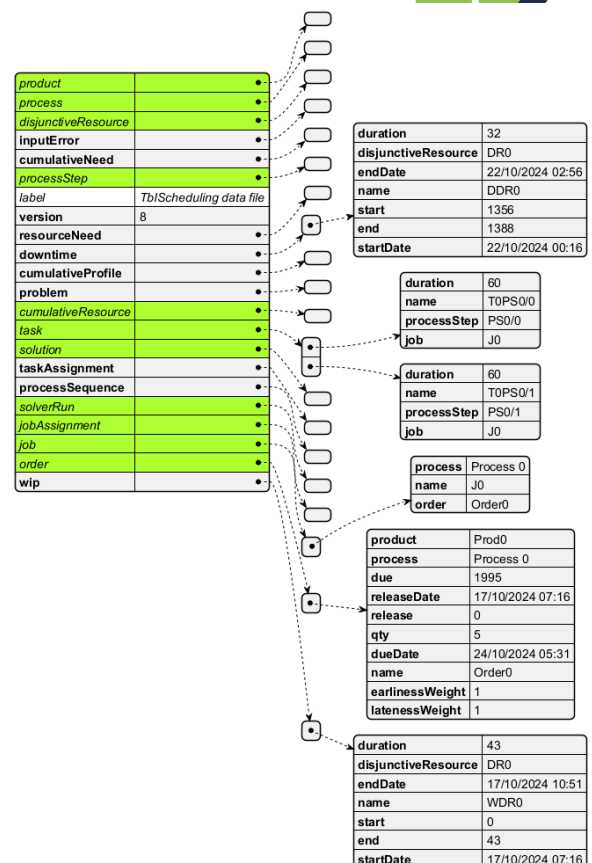 product
process
disjunctiveResource
inputError
cumulativeNeed
processStep
label TblScheduling data file
version 8
resourceNeed
downtime
cumulativeProfile
problem
cumulativeResource
task
solution
taskAssignment
processSequence
solverRun
jobAssignment
job
order
wip
duration 32
disjunctiveResource DR0
endDate 22/10/2024 02:56
name DDR0
start 1356
end 1388
startDate 22/10/2024 00:16
duration 60
name T0PS0/0
processStep PS0/0
job J0
duration 60
name T0PS0/1
processStep PS0/1
job J0
process Process 0
name J0
order Order0
product Prod0
process Process 0
due 1995
releaseDate 17/10/2024 07:16
release 0
qty 5
dueDate 24/10/2024 05:31
name Order0
earlinessWeight 1
latenessWeight 1
duration 43
disjunctiveResource DR0
endDate 17/10/2024 10:51
name WDR0
start 0
end 43
startDate 17/10/2024 07:16